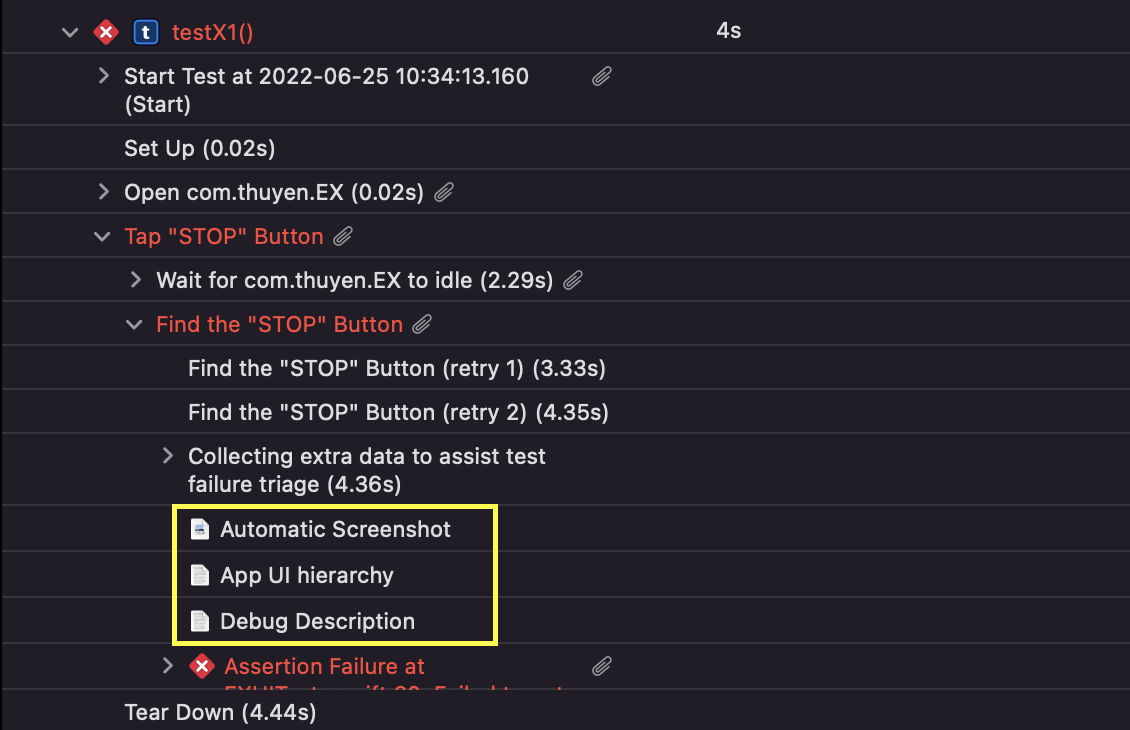 t testX1() 4s
Start Test at 2022-06-25 10:34:13.160
(Start)
Set Up (0.02s)
Open com.thuyen.EX (0.02s)
Tap "STOP" Button
Wait for com.thuyen.EX to idle (2.29s)
Find the "STOP" Button
Find the "STOP" Button (retry 1) (3.33s)
Find the "STOP" Button (retry 2) (4.35s)
Collecting extra data to assist test
failure triage (4.36s)
Automatic Screenshot
App UI hierarchy
Debug Description
Assertion Failure at
Tear Down (4.44s)